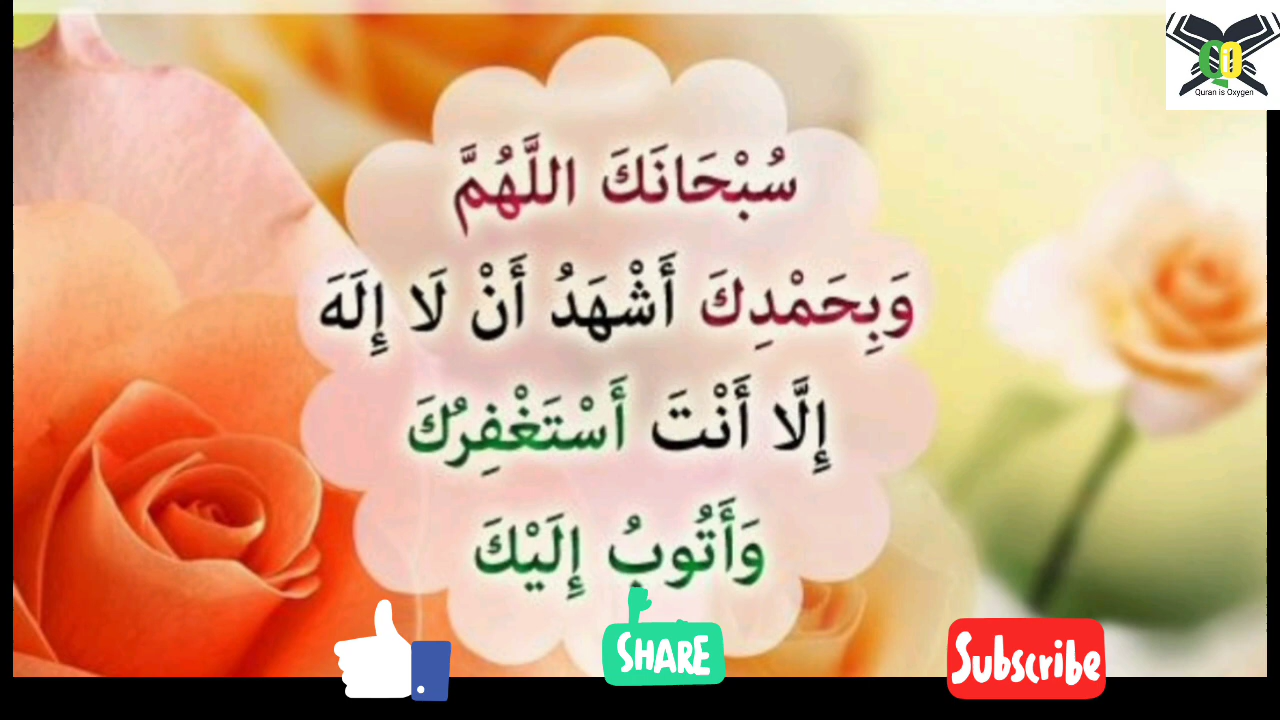 Quran is Oxygen
سُبْحَانَكَ اللَّهُمَّ
وَبِحَمْدِكَ أَشْهَدُ أَنْ لَا إِلَهَ
إِلَّا أَنْتَ أَسْتَغْفِرُكَ
وَأَتُوبُ إِلَيْكَ
SHARE
Subscribe